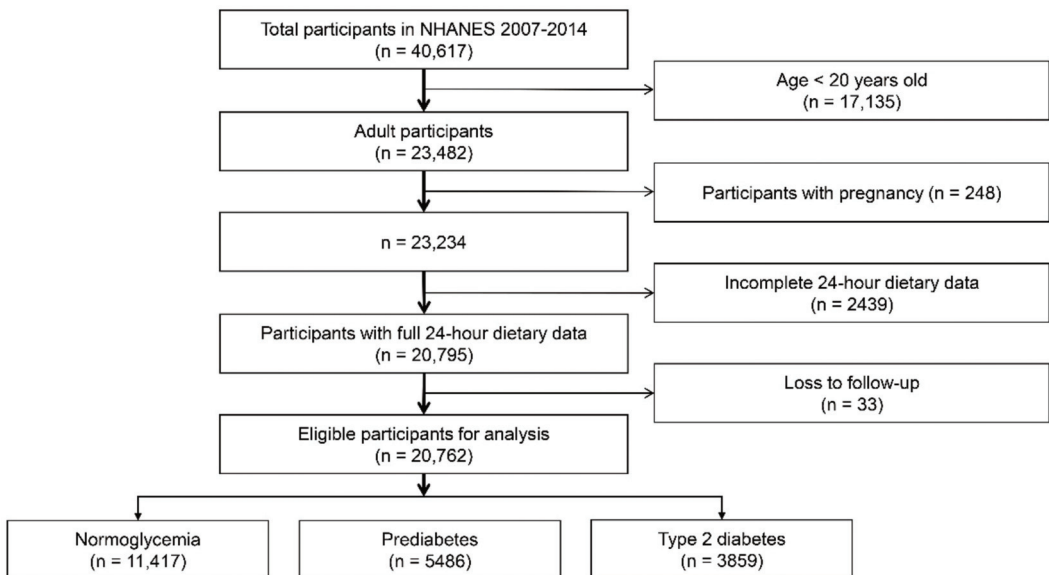 Total participants in NHANES 2007-2014
(n = 40,617)
Age < 20 years old
(n = 17,135)
Adult participants
(n = 23,482)
Participants with pregnancy (n = 248)
n = 23,234
Incomplete 24-hour dietary data
(n = 2439)
Participants with full 24-hour dietary data
(n = 20,795)
Loss to follow-up
(n = 33)
Eligible participants for analysis
(n = 20,762)
Normoglycemia
(n = 11,417)
Prediabetes
(n = 5486)
Type 2 diabetes
(n = 3859)